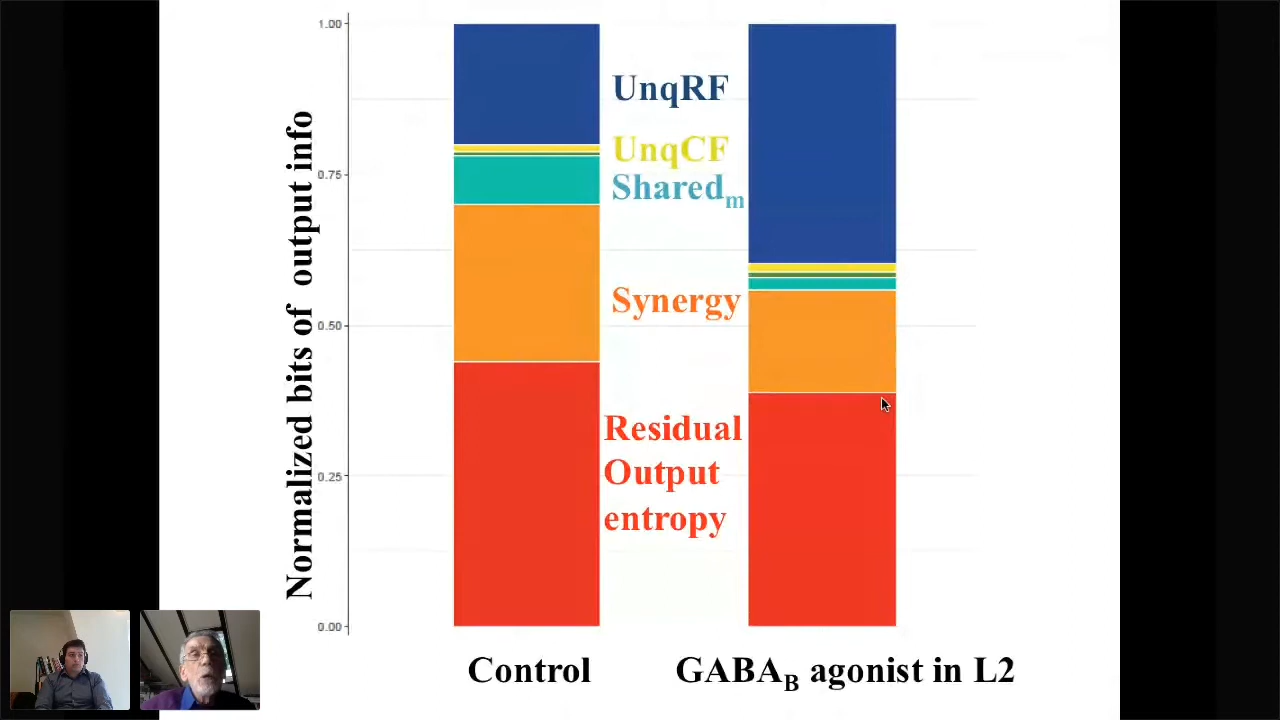 Normalized bits of output info
1.00
0.75
0.50
0.25
0.00
UnqRF
UnqCF
Sharedm
Synergy
Residual
Output
entropy
Control
GABAB agonist in L2